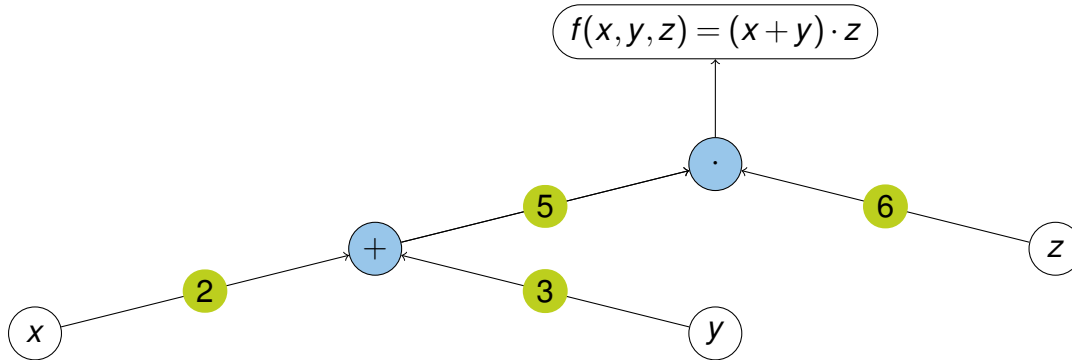 f(x, y, z) = (x + y) · z
·
5
6
+
z
2
3
x
y